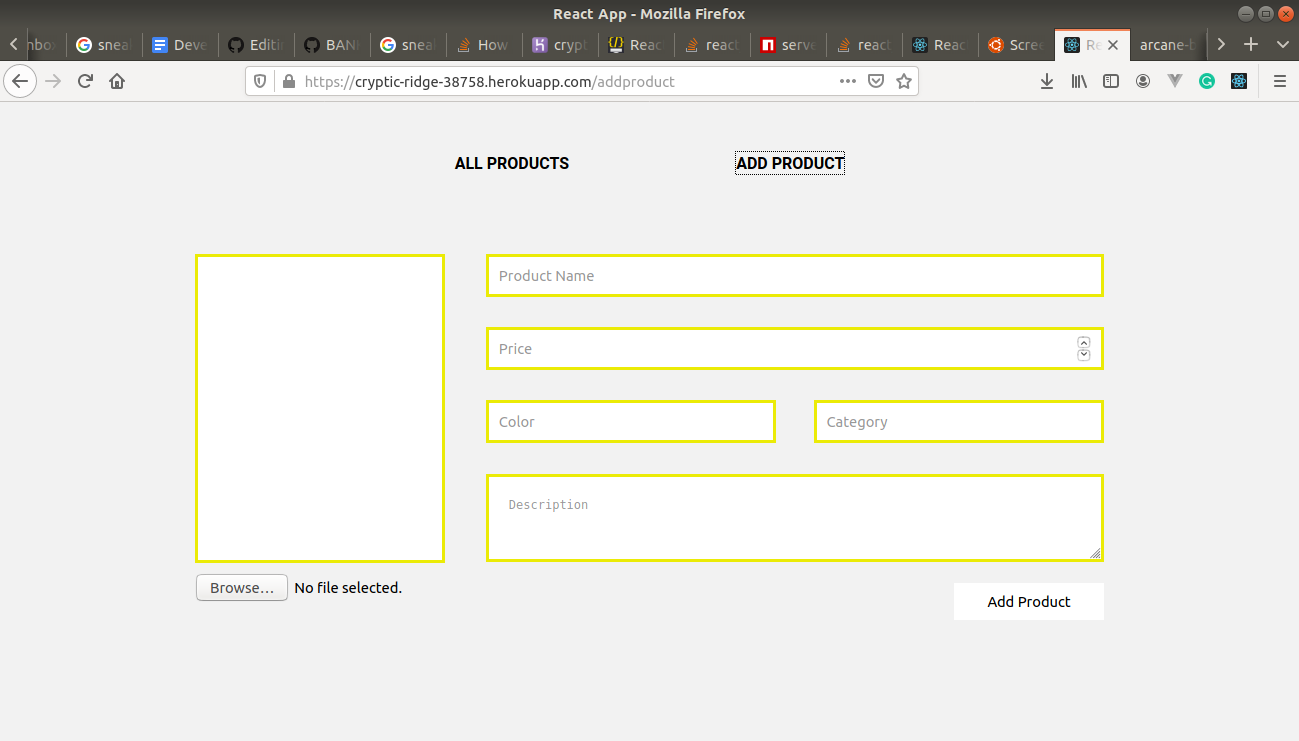 React App - Mozilla Firefox
nbo sneal Deve Editi BAN snea How crypt Reac react serve react Reac Scree Re arcane-b
https://cryptic-ridge-38758.herokuapp.com/addproduct
ALL PRODUCTS ADD PRODUCT
Product Name
Price
Color Category
Description
Browse… No file selected.
Add Product